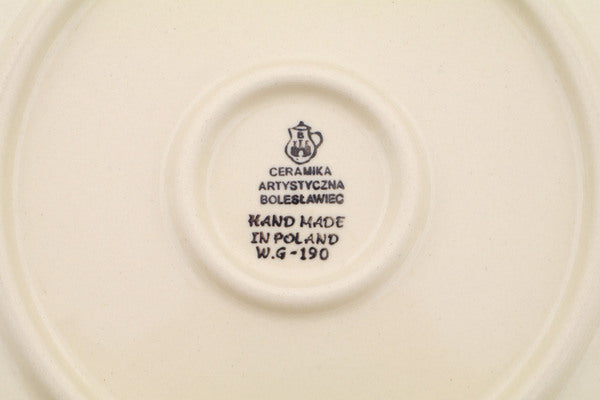 B
CERAMIKA
ARTYSTYCZNA
BOLESŁAWIEC
HAND MADE
IN POLAND
W.G-190